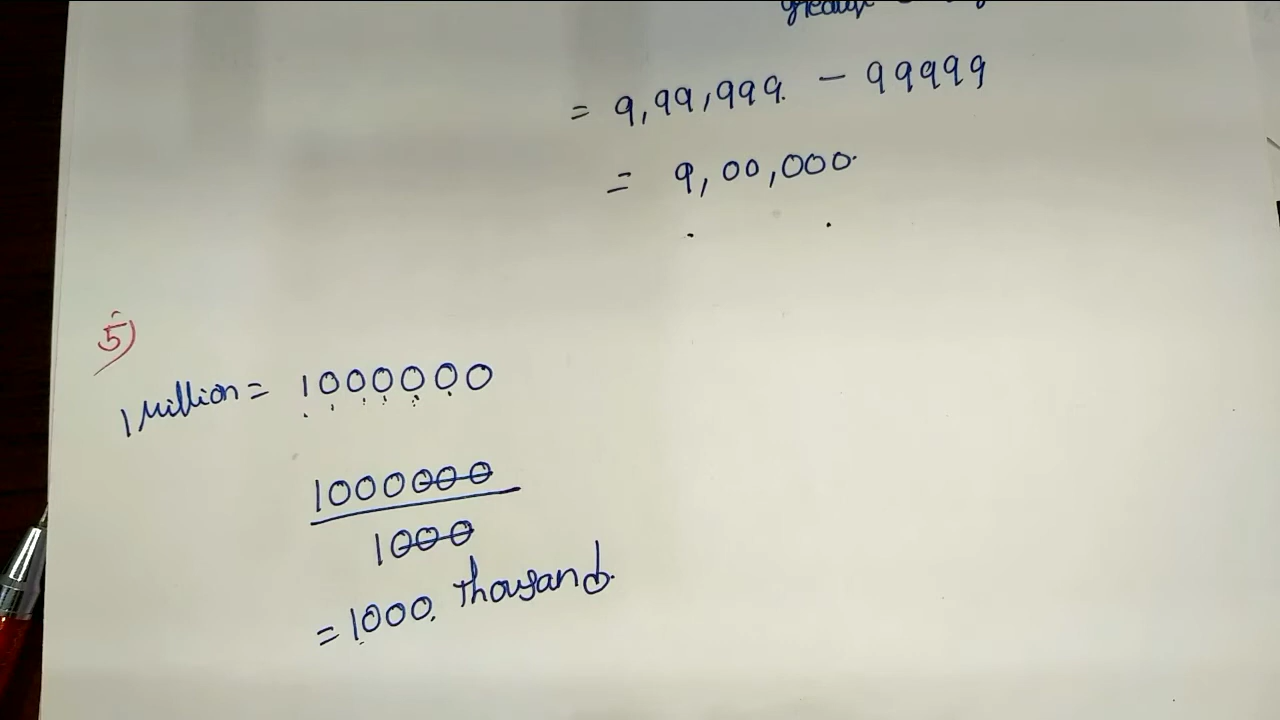 = 9,99,999. - 99999
= 9,00,000.
5)
1 Million = 1000000
1000000
1000
= 1000. Thousand.